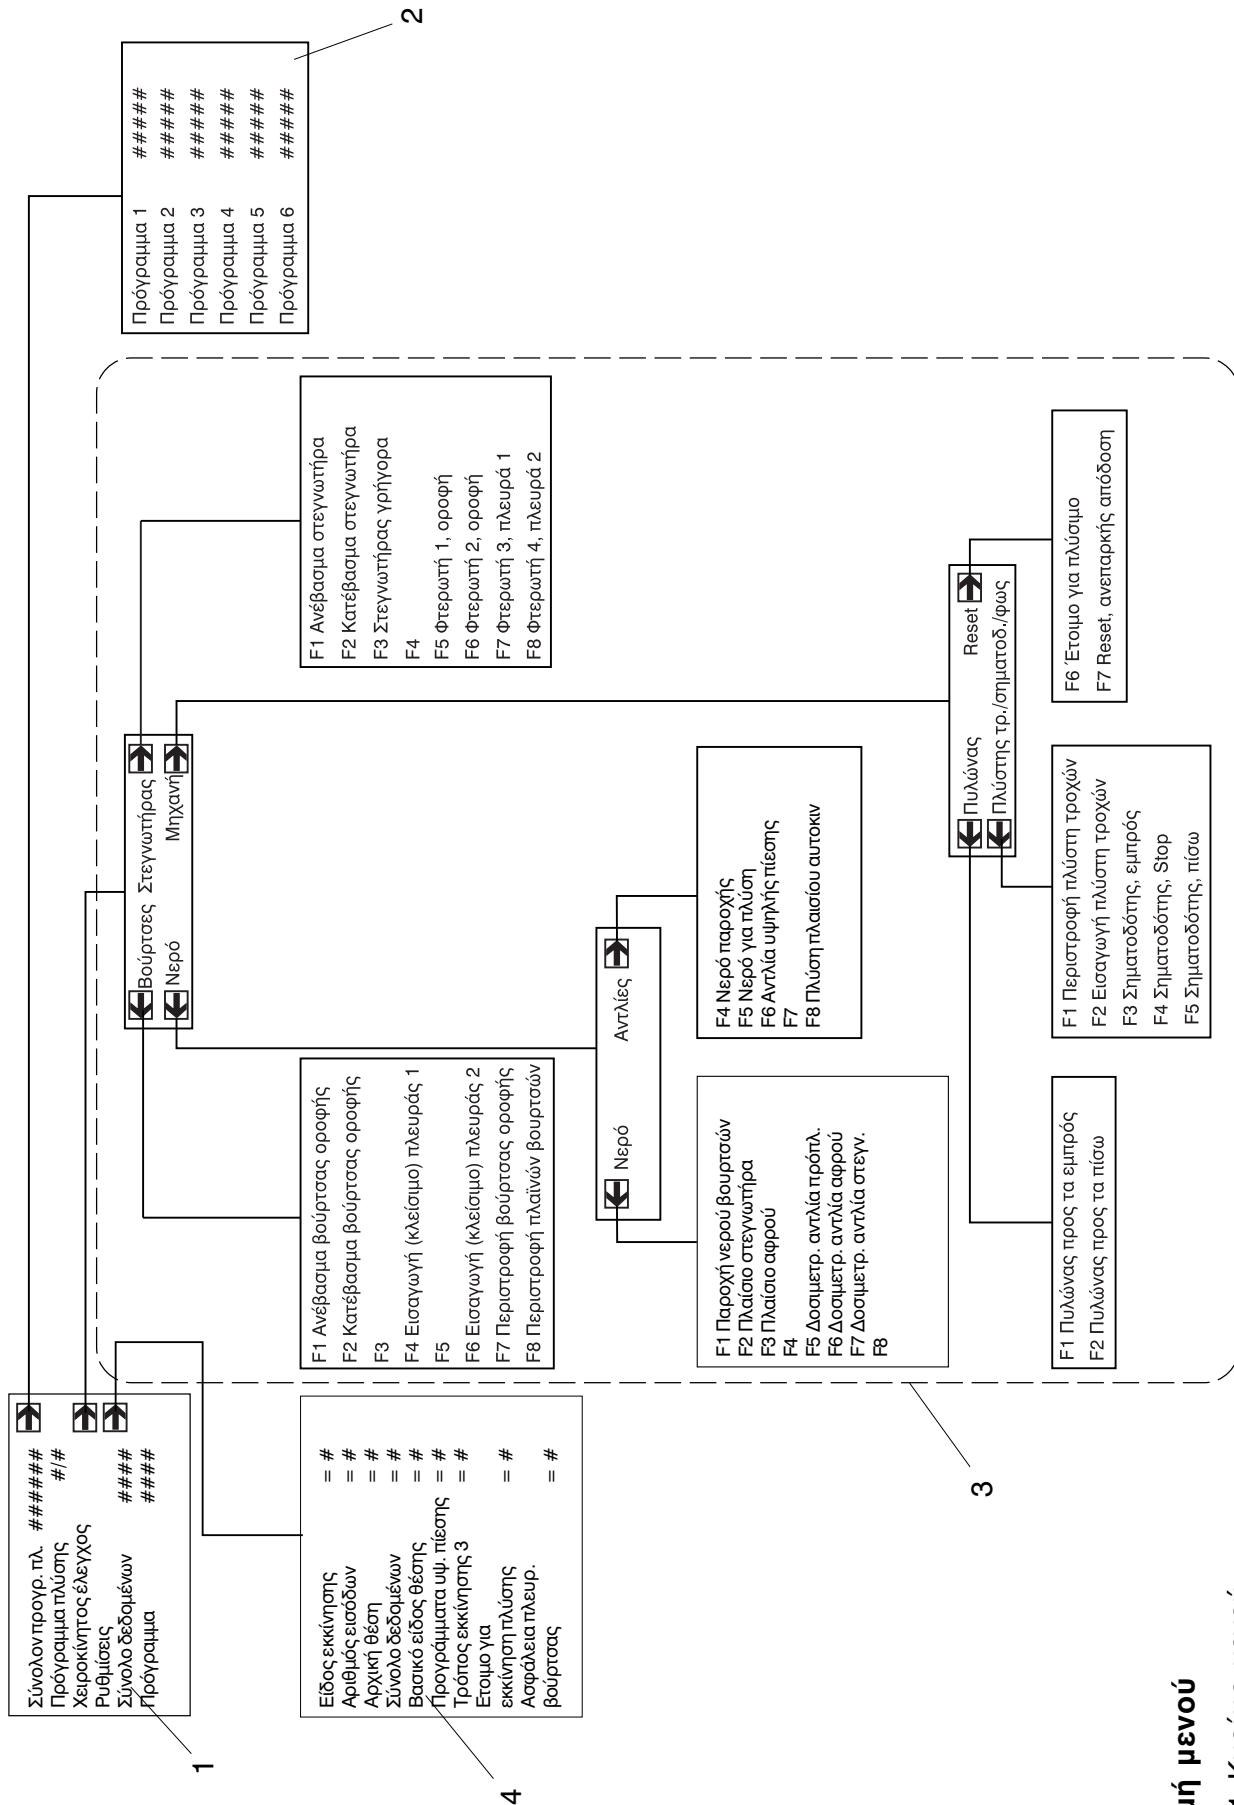 Σύνολον προγρ. πλ. ######
Πρόγραμμα πλύσης #/#
Χειροκίνητος έλεγχος
Ρυθμίσεις
Σύνολο δεδομένων ####
Πρόγραμμα ####
1
Πρόγραμμα 1 #####
Πρόγραμμα 2 #####
Πρόγραμμα 3 #####
Πρόγραμμα 4 #####
Πρόγραμμα 5 #####
Πρόγραμμα 6 #####
2
Βούρτσες Στεγνωτήρας
Νερό Μηχανή
Είδος εκκίνησης = #
Αριθμός εισόδων = #
Αρχική θέση = #
Σύνολο δεδομένων = #
Βασικό είδος θέσης = #
Προγράμματα υψ. πίεσης = #
Τρόπος εκκίνησης 3 = #
Ετοιμο για
εκκίνηση πλύσης = #
Ασφάλεια πλευρ.
βούρτσας = #
4
F1 Ανέβασμα βούρτσας οροφής
F2 Κατέβασμα βούρτσας οροφής
F3
F4 Εισαγωγή (κλείσιμο) πλευράς 1
F5
F6 Εισαγωγή (κλείσιμο) πλευράς 2
F7 Περιστροφή βούρτσας οροφής
F8 Περιστροφή πλαϊνών βουρτσών
F1 Ανέβασμα στεγνωτήρα
F2 Κατέβασμα στεγνωτήρα
F3 Στεγνωτήρας γρήγορα
F4
F5 Φτερωτή 1, οροφή
F6 Φτερωτή 2, οροφή
F7 Φτερωτή 3, πλευρά 1
F8 Φτερωτή 4, πλευρά 2
Νερό Αντλίες
F1 Παροχή νερού βουρτσών
F2 Πλαίσιο στεγνωτήρα
F3 Πλαίσιο αφρού
F4
F5 Δοσιμετρ. αντλία πρόπλ.
F6 Δοσιμετρ. αντλία αφρού
F7 Δοσιμετρ. αντλία στεγν.
F8
F4 Νερό παροχής
F5 Νερό για πλύση
F6 Αντλία υψηλής πίεσης
F7
F8 Πλύση πλαισίου αυτοκιν
Πυλώνας Reset
Πλύστης τρ./σηματοδ./φως
3
F1 Πυλώνας προς τα εμπρός
F2 Πυλώνας προς τα πίσω
F1 Περιστροφή πλύστη τροχών
F2 Εισαγωγή πλύστη τροχών
F3 Σηματοδότης, εμπρός
F4 Σηματοδότης, Stop
F5 Σηματοδότης, πίσω
F6 Έτοιμο για πλύσιμο
F7 Reset, ανεπαρκής απόδοση
μενού